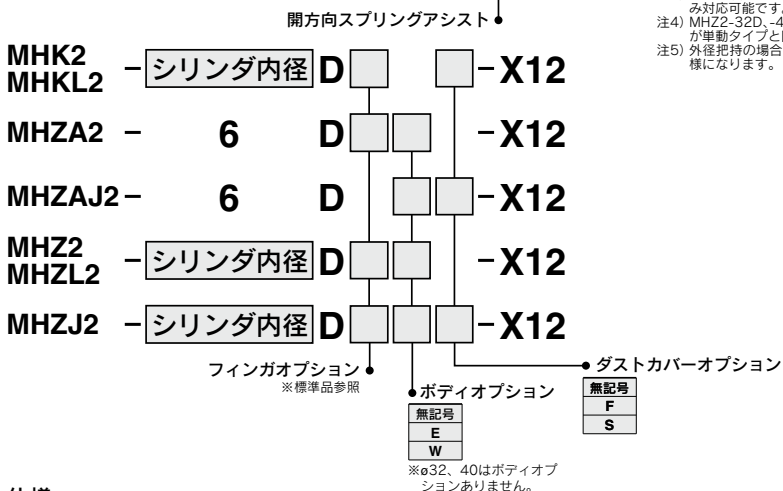 み対応可能です。
注4) MHZ2-32D、-4
が単動タイプと
注5) 外径把持の場合
様になります。
開方向スプリングアシスト
MHK2
MHKL2
－シリンダ内径 D －X12
MHZA2 － 6 D －X12
MHZAJ2－ 6 D －X12
MHZ2
MHZL2
－シリンダ内径 D －X12
MHZJ2 －シリンダ内径 D －X12
フィンガオプション
※標準品参照
ボディオプション
無記号
E
W
※ø32、40はボディオプ
ションありません。
ダストカバーオプション
無記号
F
S